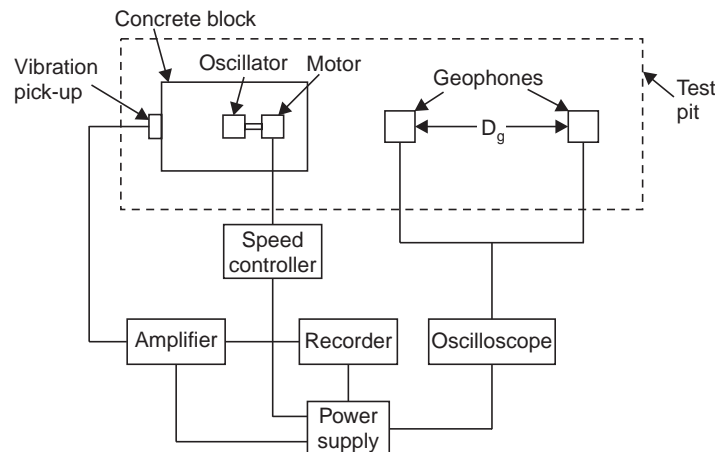 Concrete block
Vibration
pick-up
Oscillator
Motor
Geophones
Test
pit
D_g
Speed
controller
Amplifier
Recorder
Oscilloscope
Power
supply